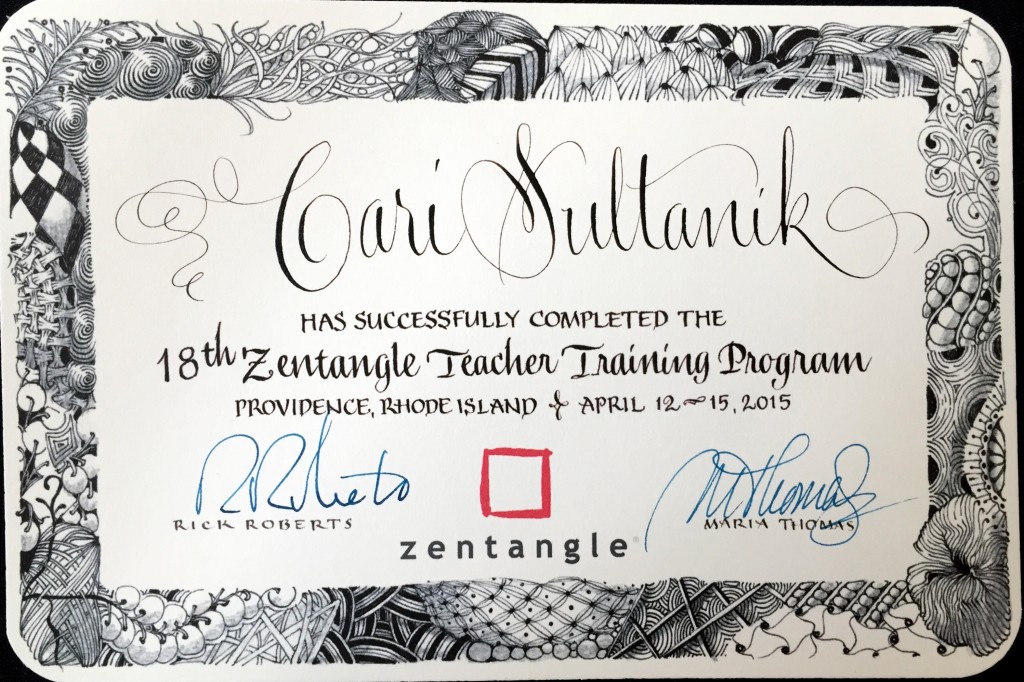 Cari Sultanik
HAS SUCCESSFULLY COMPLETED THE
18th Zentangle Teacher Training Program
PROVIDENCE, RHODE ISLAND APRIL 12~15, 2015
RICK ROBERTS
MARIA THOMAS
zentangle